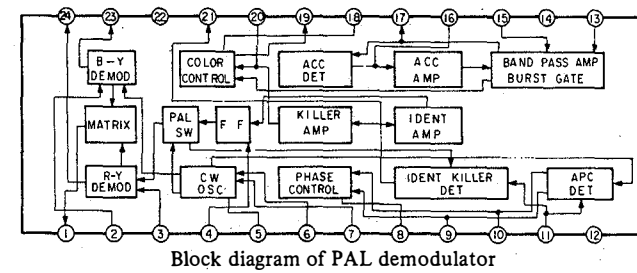 24 23 22 21 20 19 18 17 16 15 14 13
B-Y
DEMOD
COLOR
CONTROL
ACC
DET
ACC
AMP
BAND PASS AMP
BURST GATE
MATRIX
PAL
SW
F F
KILLER
AMP
IDENT
AMP
R-Y
DEMOD
CW
OSC
PHASE
CONTROL
IDENT KILLER
DET
APC
DET
1 2 3 4 5 6 7 8 9 10 11 12
Block diagram of PAL demodulator